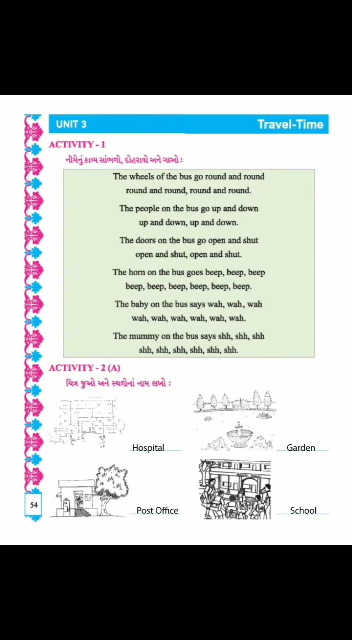 UNIT 3
Travel-Time
ACTIVITY - 1
નીચેનું કાવ્ય સાંભળો, દોહરાવો અને ગાઓ :
The wheels of the bus go round and round
round and round, round and round.
The people on the bus go up and down
up and down, up and down.
The doors on the bus go open and shut
open and shut, open and shut.
The horn on the bus goes beep, beep, beep
beep, beep, beep, beep, beep, beep.
The baby on the bus says wah, wah, wah
wah, wah, wah, wah, wah, wah.
The mummy on the bus says shh, shh, shh
shh, shh, shh, shh, shh, shh.
ACTIVITY - 2 (A)
ચિત્ર જુઓ અને સ્થળોનાં નામ લખો :
Hospital
Garden
Post Office
School
54